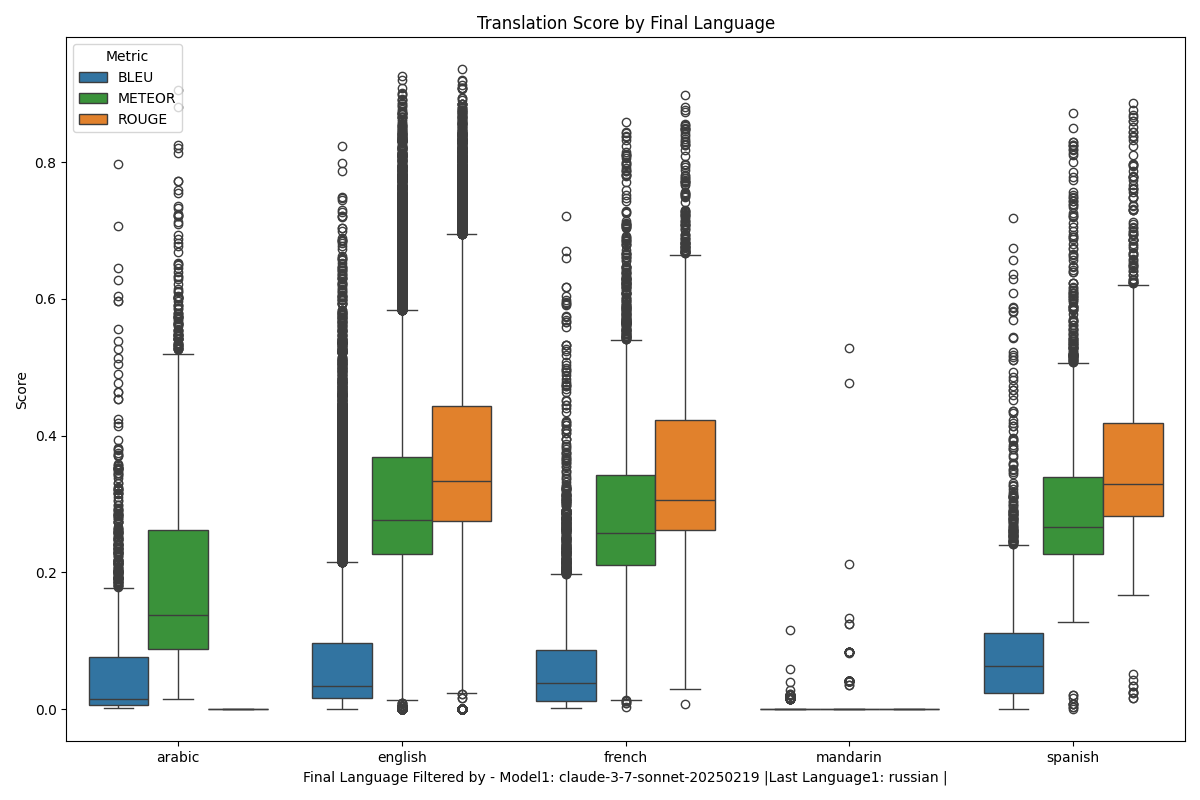 Translation Score by Final Language
Metric
BLEU
METEOR
ROUGE
Score
0.8
0.6
0.4
0.2
0.0
arabic english french mandarin spanish
Final Language Filtered by - Model1: claude-3-7-sonnet-20250219 |Last Language1: russian |